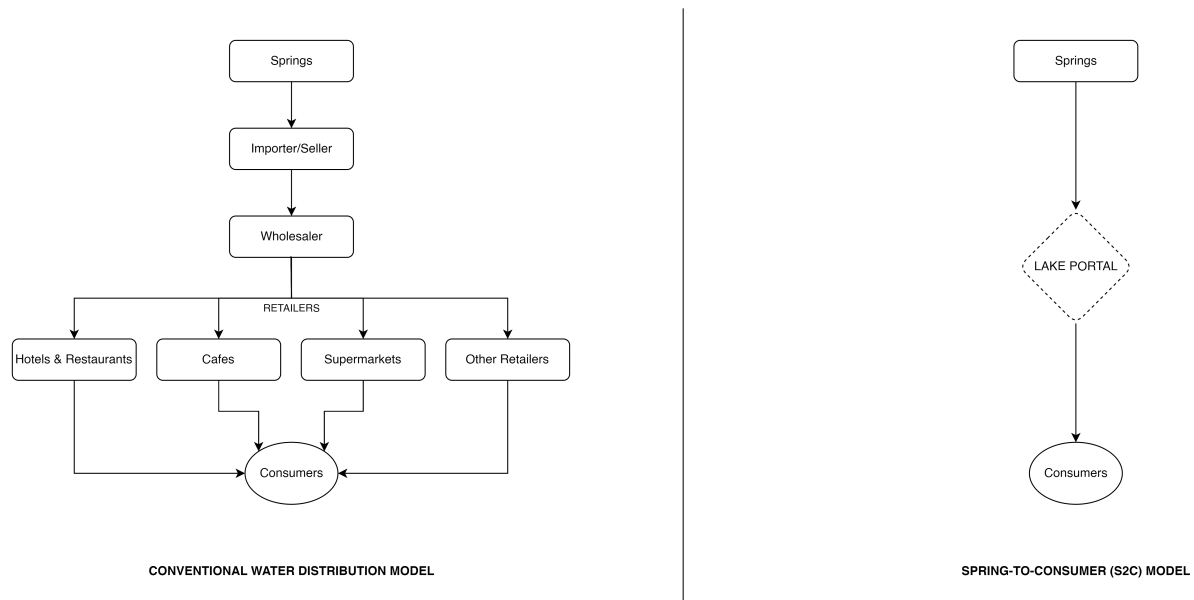 Springs
Importer/Seller
Wholesaler
RETAILERS
Hotels & Restaurants
Cafes
Supermarkets
Other Retailers
Consumers
CONVENTIONAL WATER DISTRIBUTION MODEL
Springs
LAKE PORTAL
Consumers
SPRING-TO-CONSUMER (S2C) MODEL